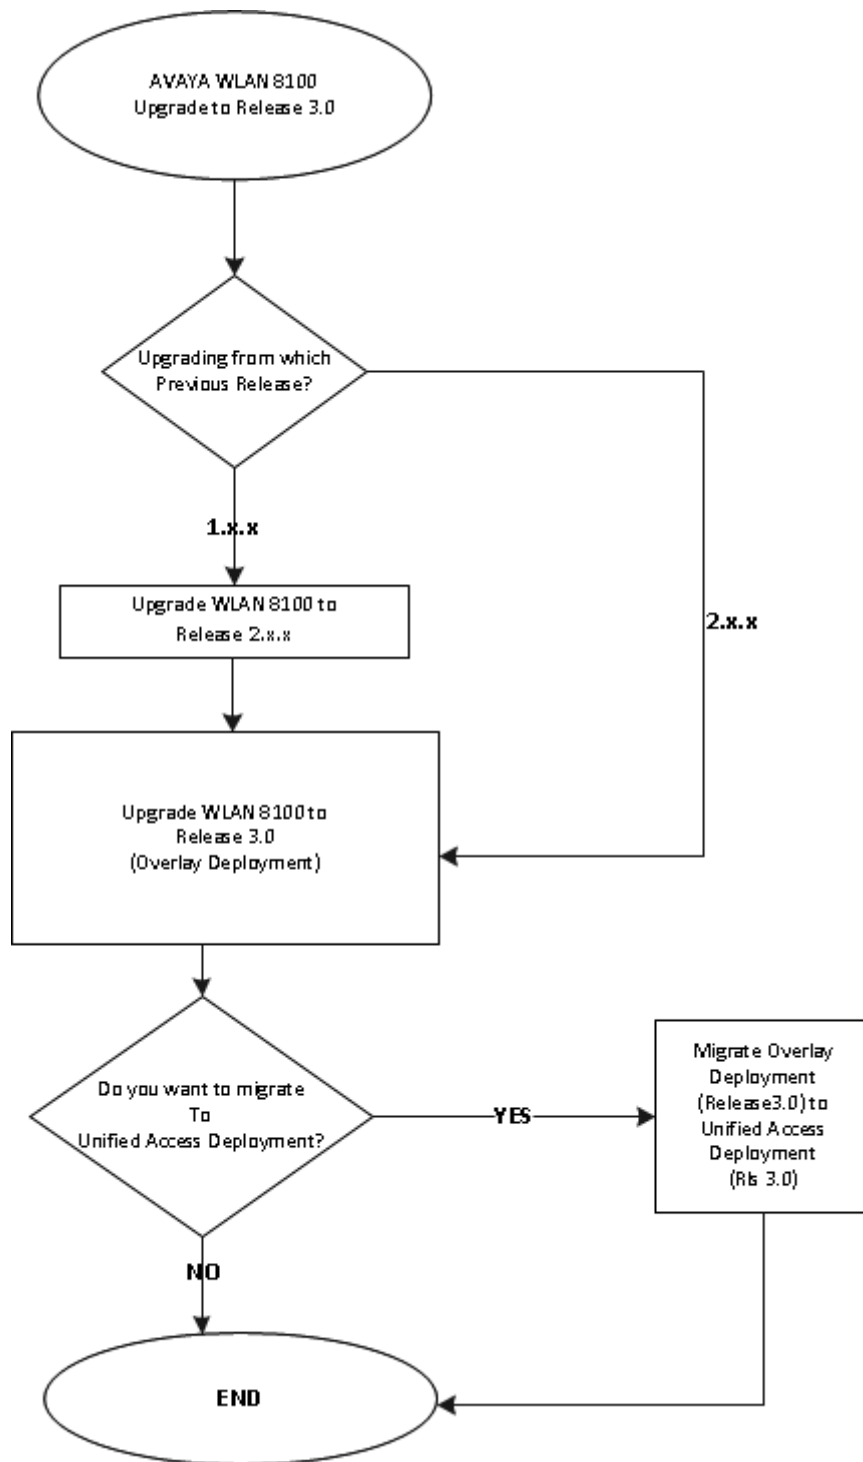 AVAYA WLAN 8100
Upgrade to Release 3.0
Upgrading from which
Previous Release?
1.x.x
Upgrade WLAN 8100 to
Release 2.x.x
2.x.x
Upgrade WLAN 8100 to
Release 3.0
(Overlay Deployment)
Do you want to migrate
To
Unified Access Deployment?
YES
Migrate Overlay
Deployment
(Release3.0) to
Unified Access
Deployment
(Rls 3.0)
NO
END